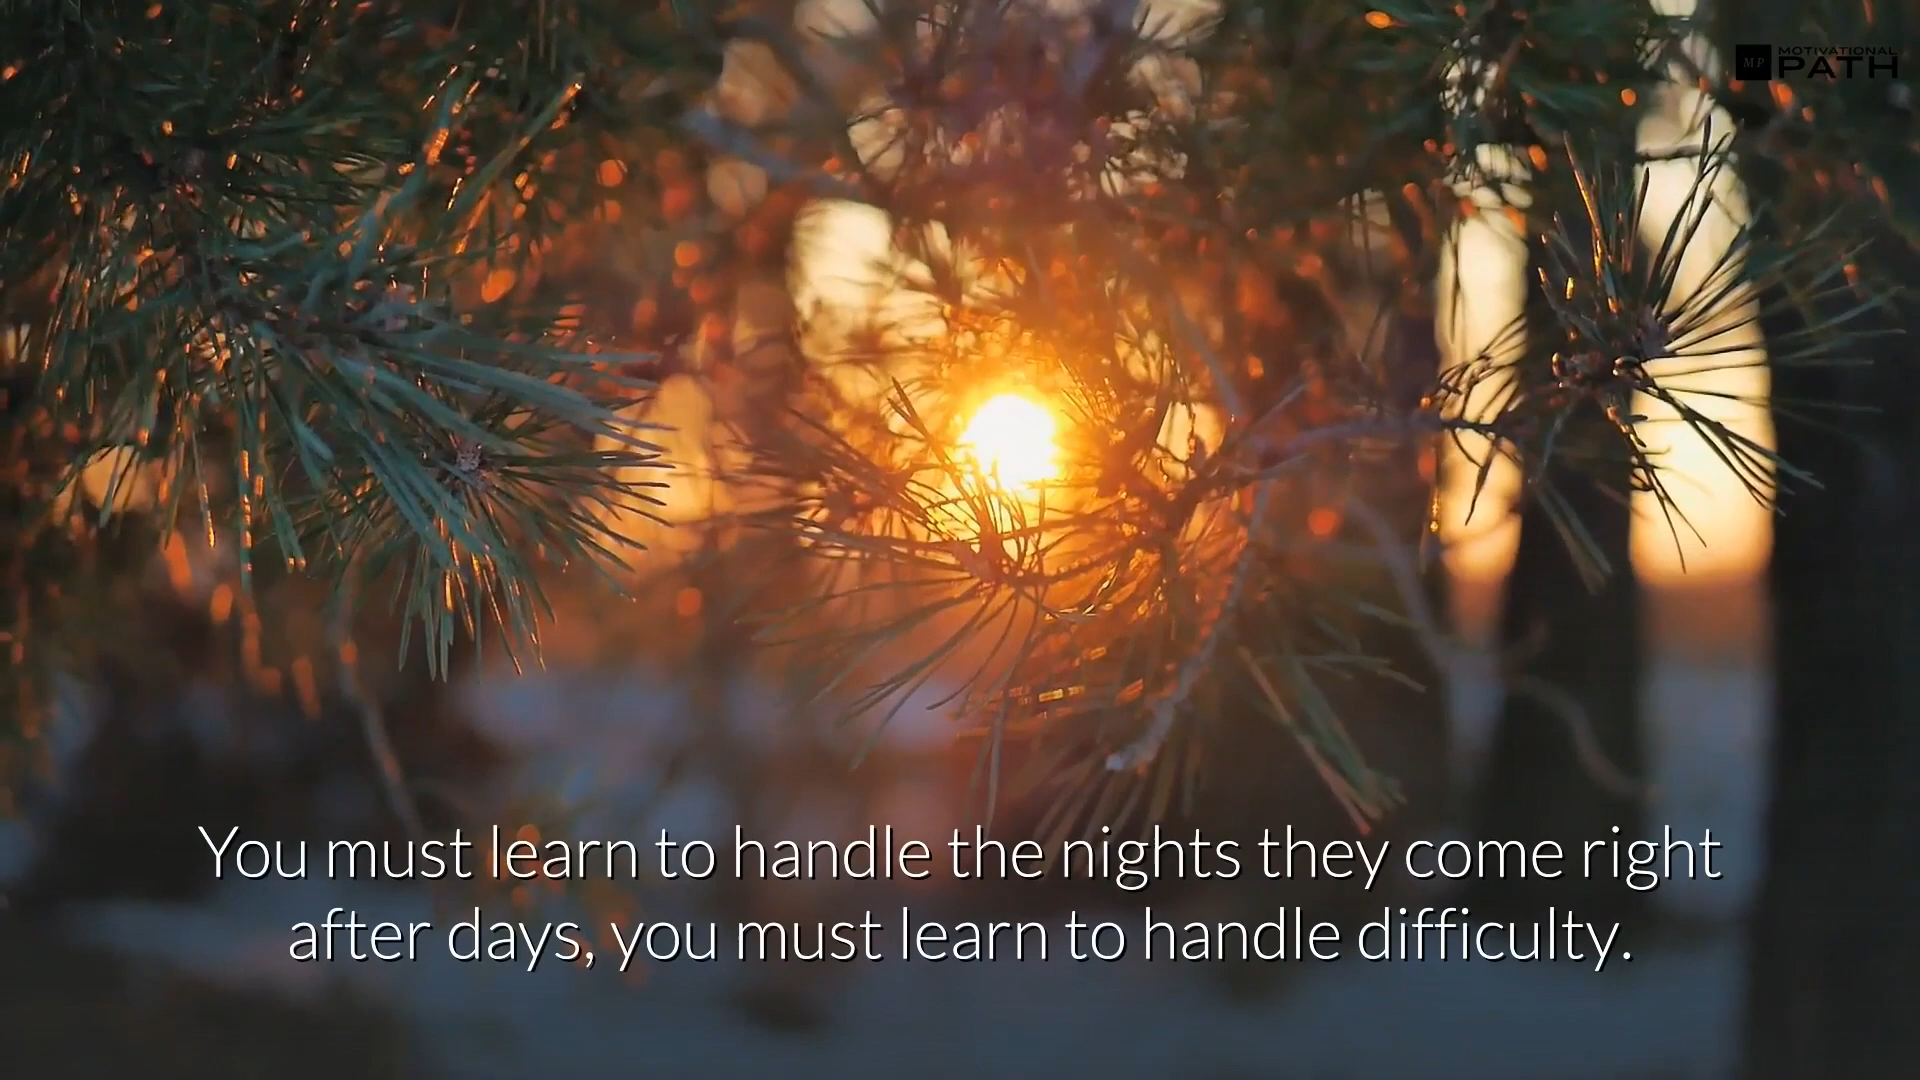 MP
MOTIVATIONAL
PATH
You must learn to handle the nights they come right
after days, you must learn to handle difficulty.